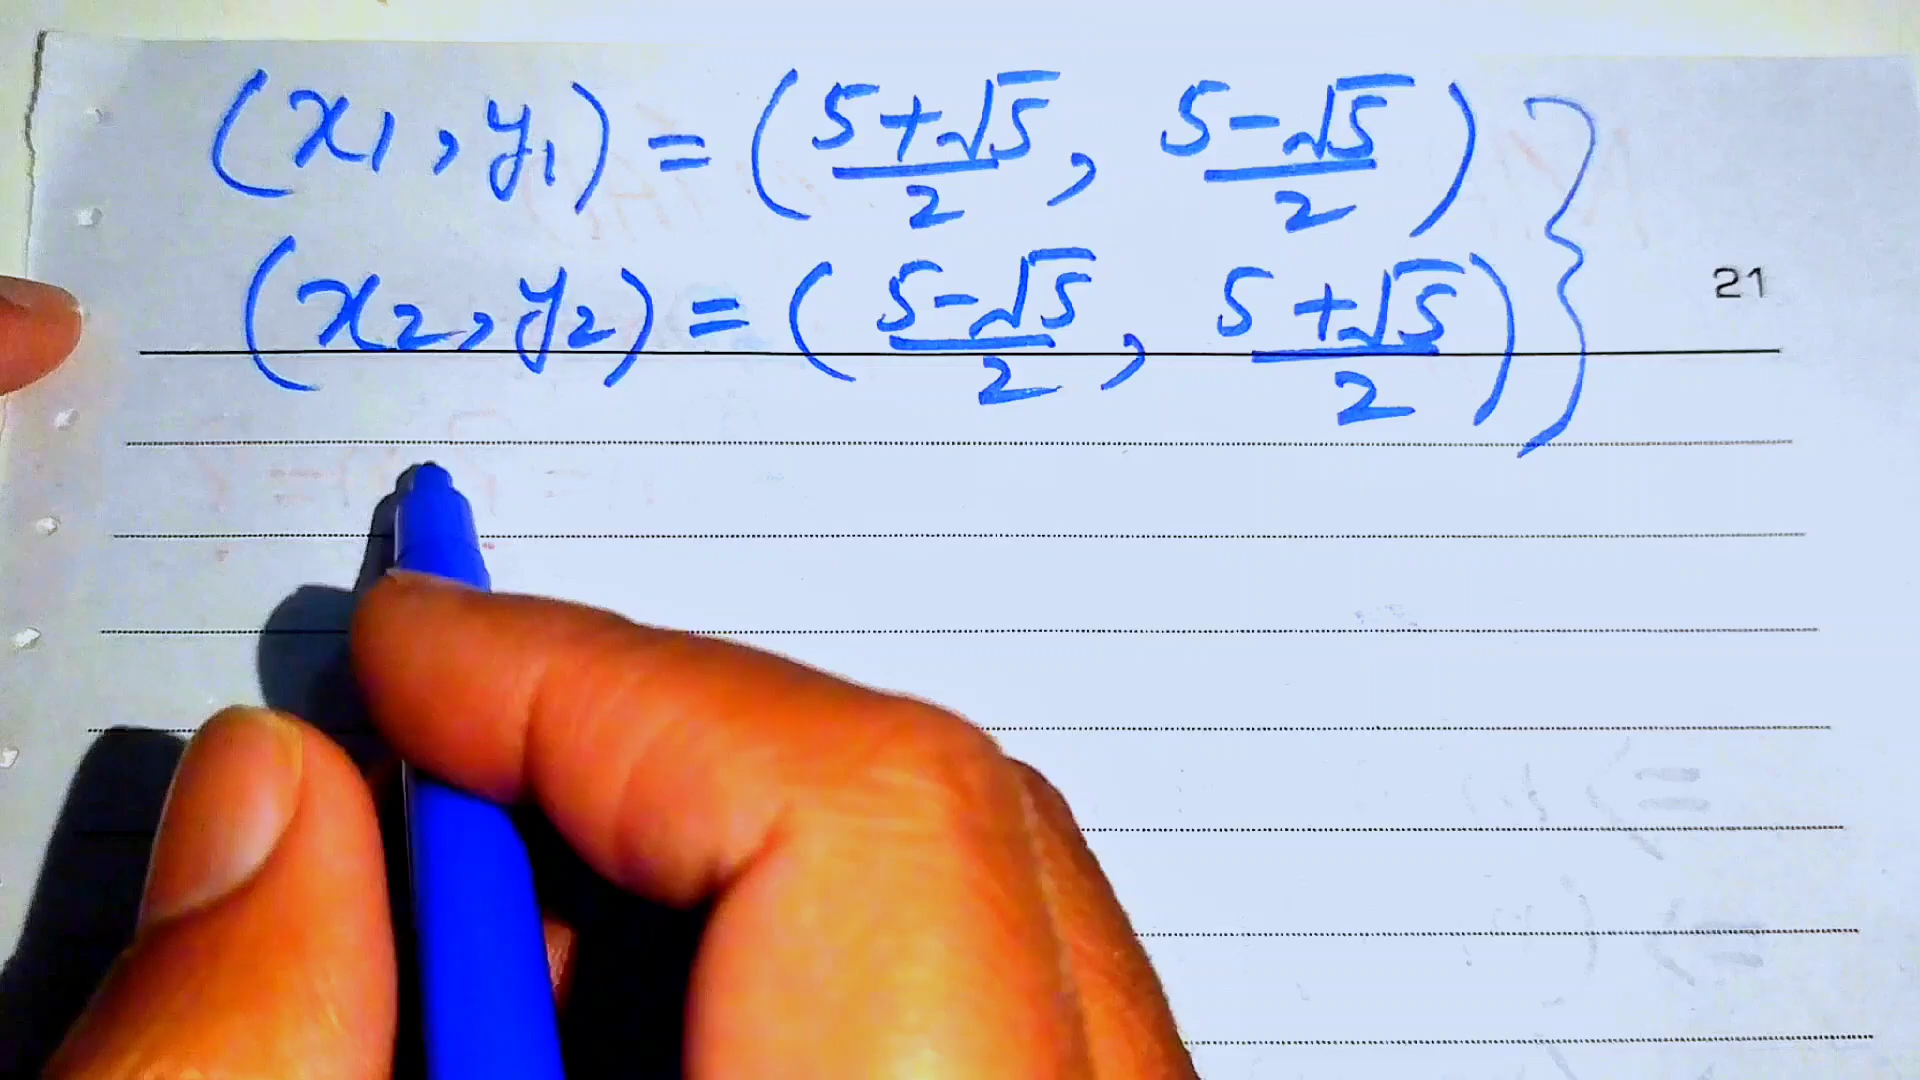 (x₁, y₁) = (5+√5/2, 5-√5/2)
(x₂, y₂) = (5-√5/2, 5+√5/2)
21